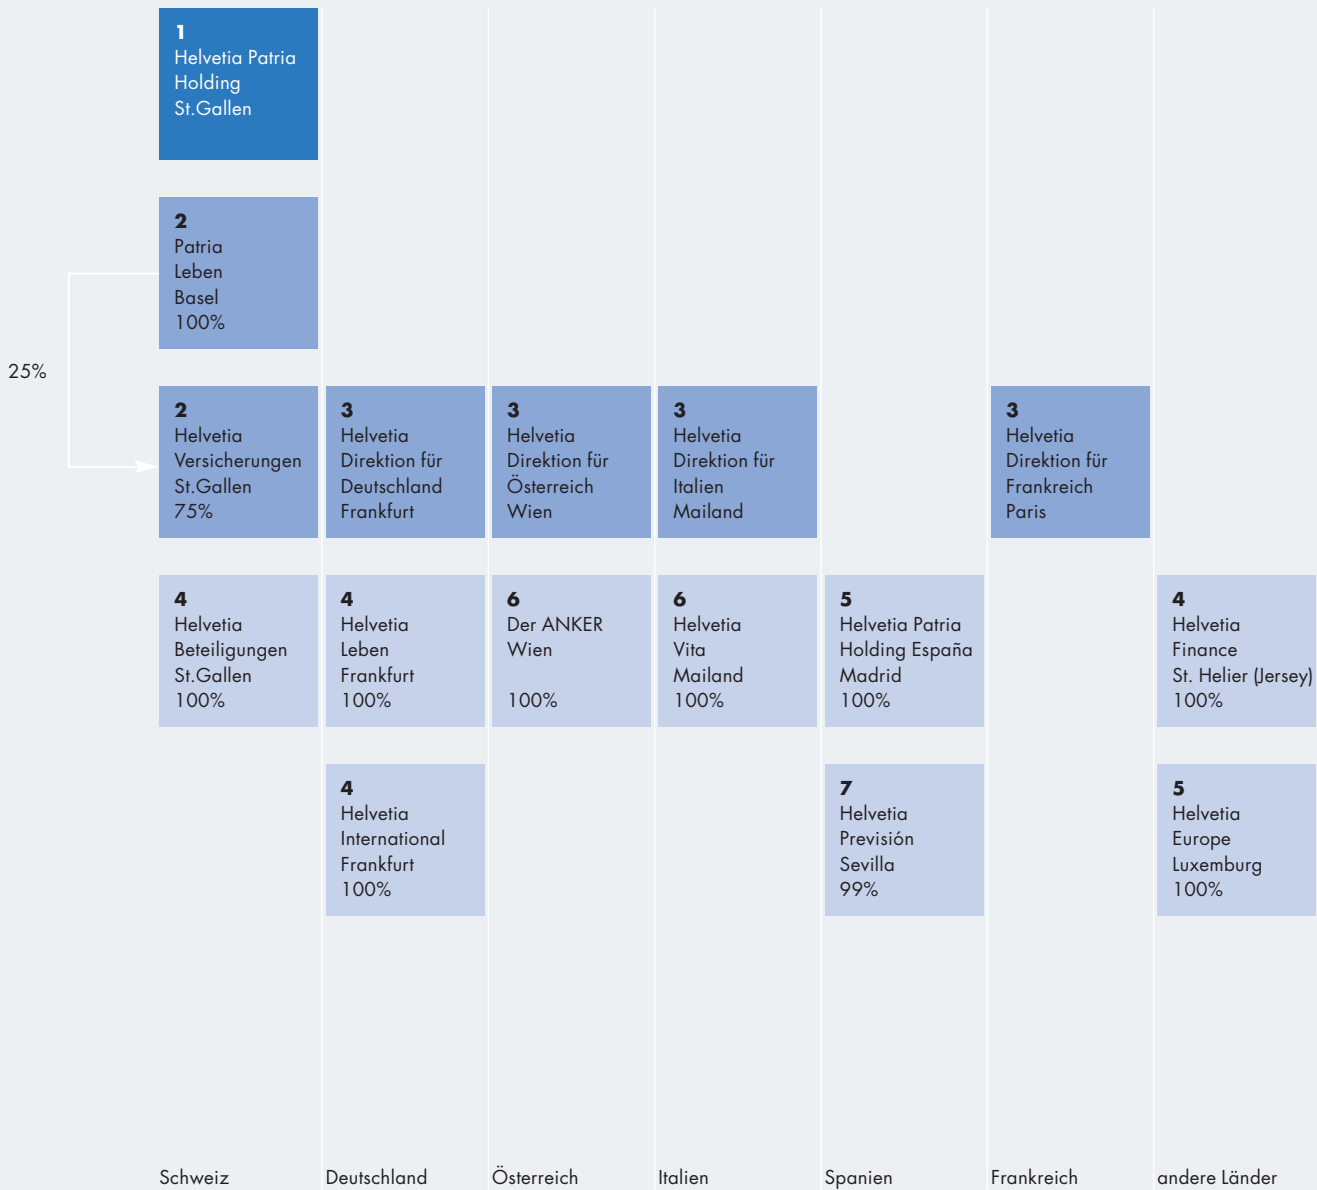 1
Helvetia Patria
Holding
St.Gallen
2
Patria
Leben
Basel
100%
25%
2
Helvetia
Versicherungen
St.Gallen
75%
3
Helvetia
Direktion für
Deutschland
Frankfurt
3
Helvetia
Direktion für
Österreich
Wien
3
Helvetia
Direktion für
Italien
Mailand
3
Helvetia
Direktion für
Frankreich
Paris
4
Helvetia
Beteiligungen
St.Gallen
100%
4
Helvetia
Leben
Frankfurt
100%
6
Der ANKER
Wien
100%
6
Helvetia
Vita
Mailand
100%
5
Helvetia Patria
Holding España
Madrid
100%
4
Helvetia
Finance
St. Helier (Jersey)
100%
4
Helvetia
International
Frankfurt
100%
7
Helvetia
Previsión
Sevilla
99%
5
Helvetia
Europe
Luxemburg
100%
Schweiz
Deutschland
Österreich
Italien
Spanien
Frankreich
andere Länder